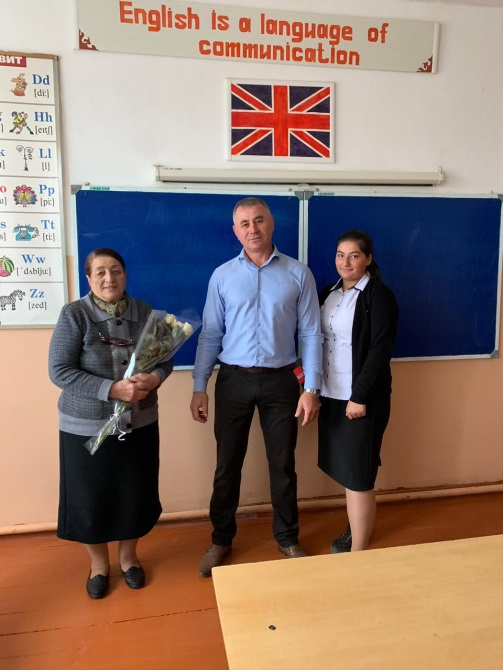 English is a language of
communication
ВИТ
Dd
[di:]
Hh
[eitʃ]
Ll
[el]
Pp
[pi:]
Tt
[ti:]
Ww
[ˈdʌblju:]
Zz
[zed]